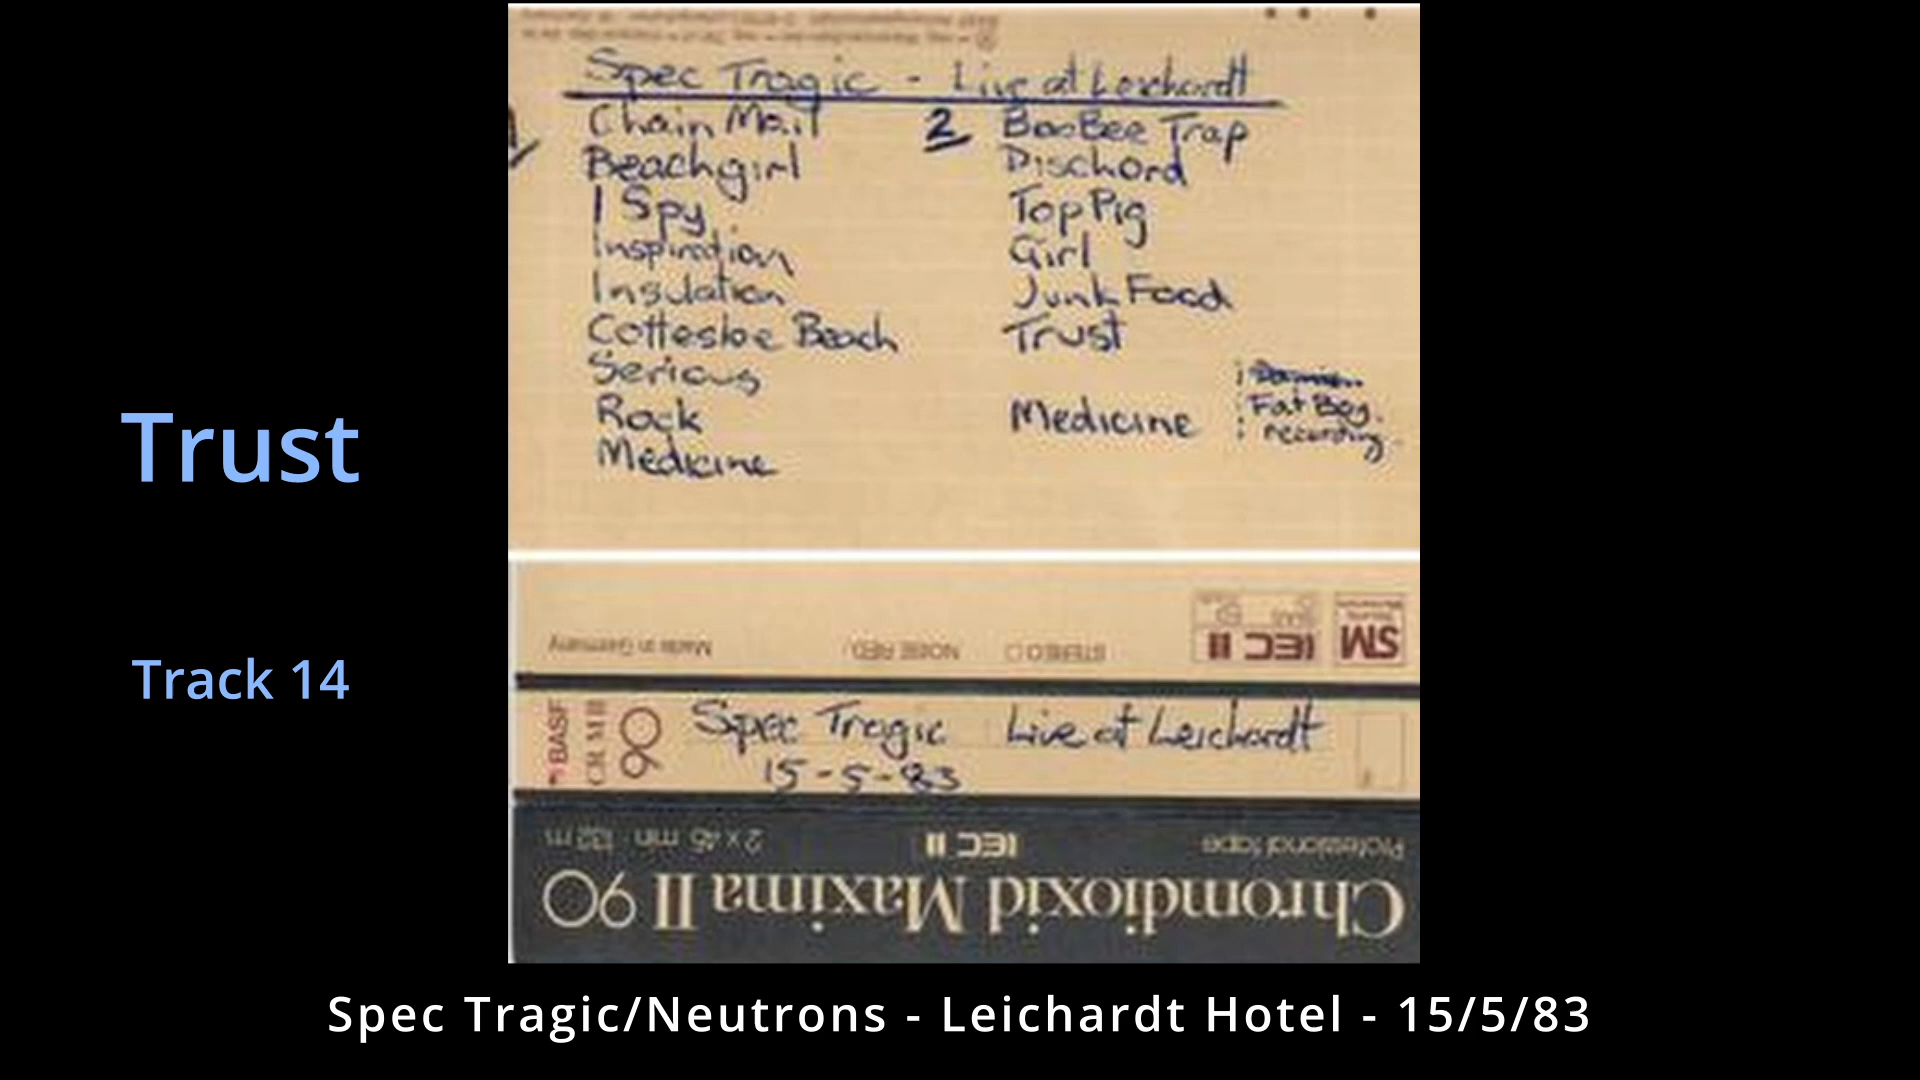 Spec Tragic - Live at Leichardt
1/ Chain Mail
Beachgirl
I Spy
Inspiration
Insulation
Cottesloe Beach
Serious
Rock
Medicine
2 BooBee Trap
Dischord
Top Pig
Girl
Junk Food
Trust
Medicine
Fat Boy.
recording.
Trust
Track 14
SM
IEC II
STEREO
NOISE RED.
Made in Germany
BASF
CR M II
90
Spec Tragic Live at Leichardt
15-5-83
Professional tape
IEC II
2 x 45 min
Chromdioxid Maxima II 90
Spec Tragic/Neutrons - Leichardt Hotel - 15/5/83